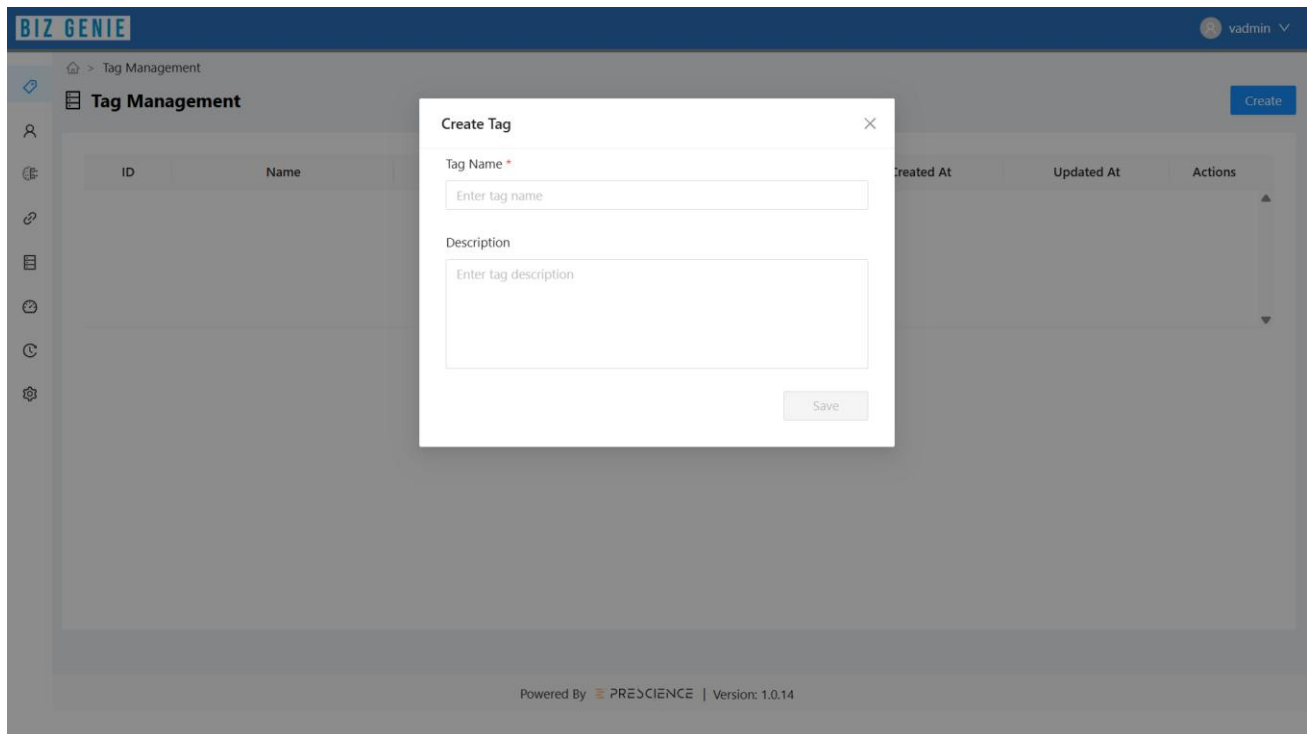 BIZ GENIE
vadmin
> Tag Management
Tag Management
Create
Create Tag
ID Name Created At Updated At Actions
Tag Name *
Enter tag name
Description
Enter tag description
Save
Powered By PRESCIENCE | Version: 1.0.14